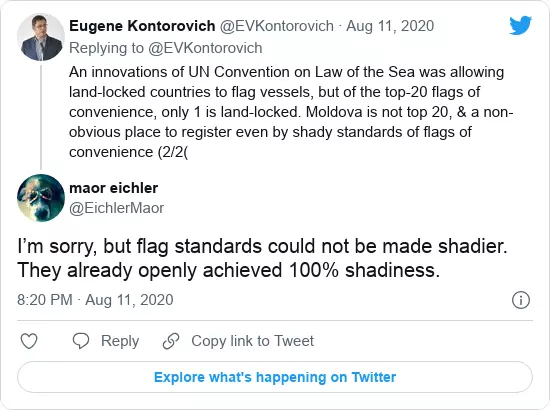 Eugene Kontorovich @EVKontorovich · Aug 11, 2020
Replying to @EVKontorovich
An innovations of UN Convention on Law of the Sea was allowing
land-locked countries to flag vessels, but of the top-20 flags of
convenience, only 1 is land-locked. Moldova is not top 20, & a non-
obvious place to register even by shady standards of flags of
convenience (2/2(
maor eichler
@EichlerMaor
I’m sorry, but flag standards could not be made shadier.
They already openly achieved 100% shadiness.
8:20 PM · Aug 11, 2020
Reply
Copy link to Tweet
Explore what's happening on Twitter